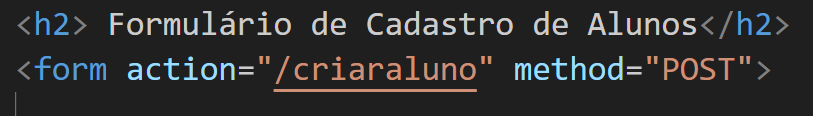 <h2> Formulário de Cadastro de Alunos</h2>
<form action="/criaraluno" method="POST">